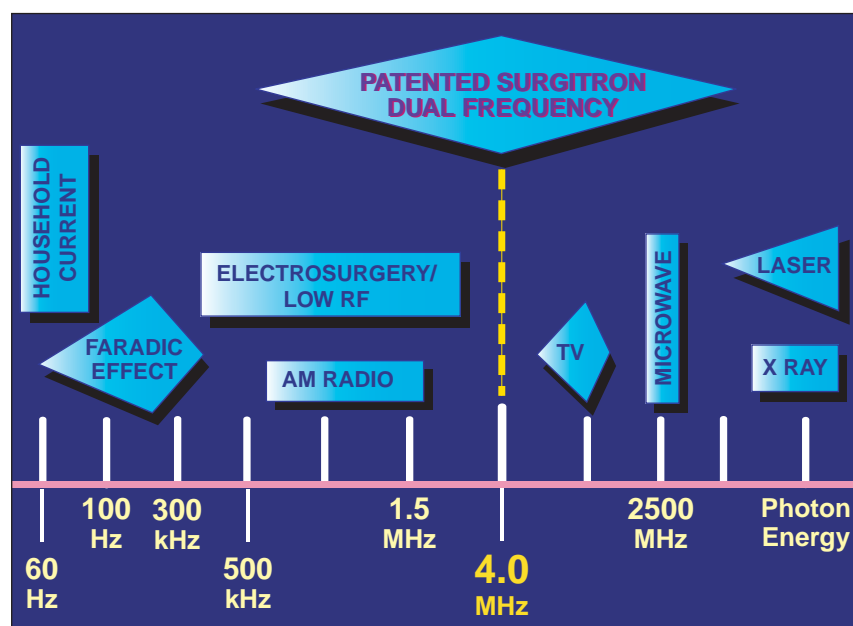 PATENTED SURGITRON
DUAL FREQUENCY
HOUSEHOLD
CURRENT
ELECTROSURGERY/
LOW RF
LASER
MICROWAVE
FARADIC
EFFECT
TV
AM RADIO
X RAY
100
Hz
300
kHz
1.5
MHz
2500
MHz
Photon
Energy
60
Hz
500
kHz
4.0
MHz